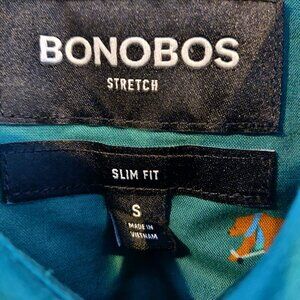 BONOBOS
STRETCH
SLIM FIT
S
MADE IN
VIETNAM